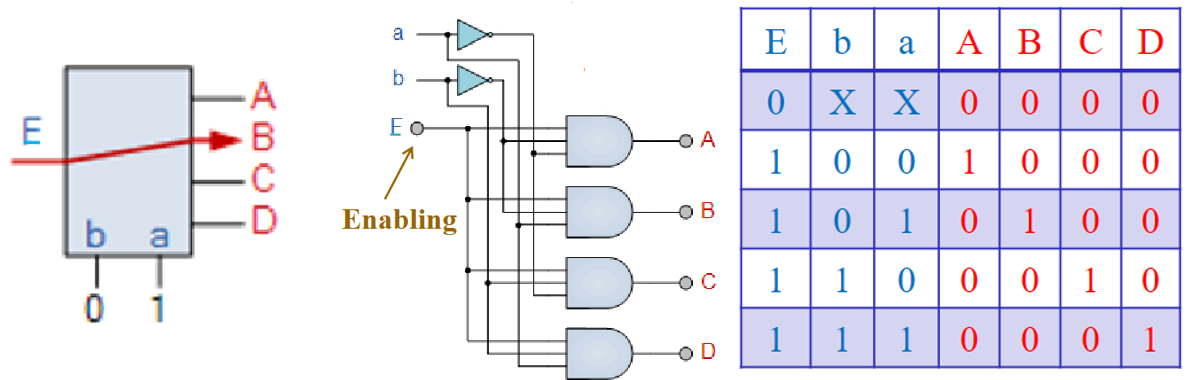 E
A
B
C
D
b a
0 1
a
b
E
Enabling
A
B
C
D
E b a A B C D
0 X X 0 0 0 0
1 0 0 1 0 0 0
1 0 1 0 1 0 0
1 1 0 0 0 1 0
1 1 1 0 0 0 1